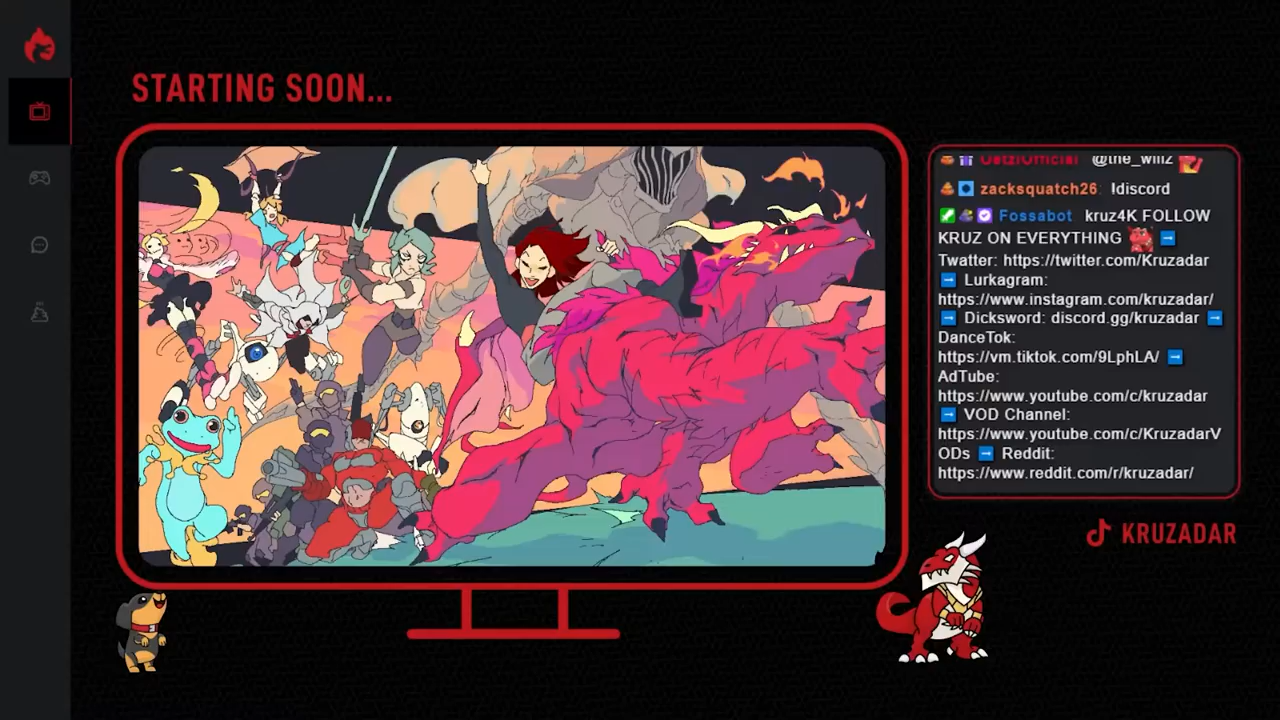 STARTING SOON...
@the_willz
zacksquatch26: !discord
Fossabot kruz4K FOLLOW
KRUZ ON EVERYTHING
Twatter: https://twitter.com/Kruzadar
Lurkagram:
https://www.instagram.com/kruzadar/
Dicksword: discord.gg/kruzadar
DanceTok:
https://vm.tiktok.com/9LphLA/
AdTube:
https://www.youtube.com/c/kruzadar
VOD Channel:
https://www.youtube.com/c/KruzadarV
ODs Reddit:
https://www.reddit.com/r/kruzadar/
KRUZADAR